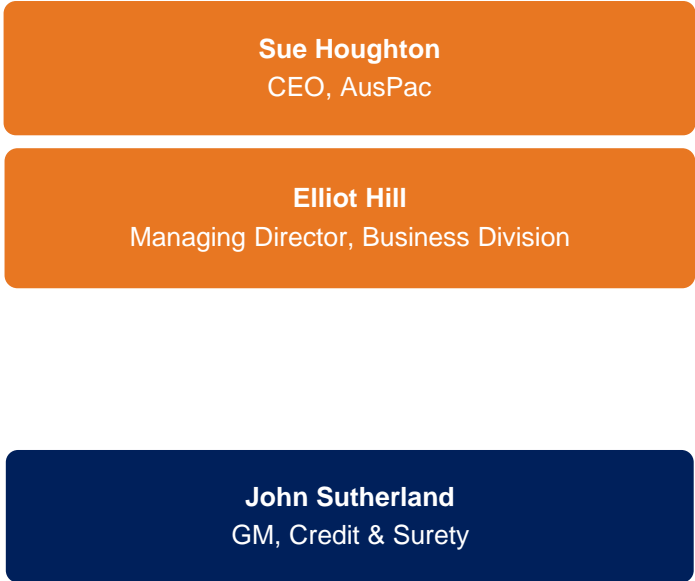 Sue Houghton
CEO, AusPac
Elliot Hill
Managing Director, Business Division
John Sutherland
GM, Credit & Surety